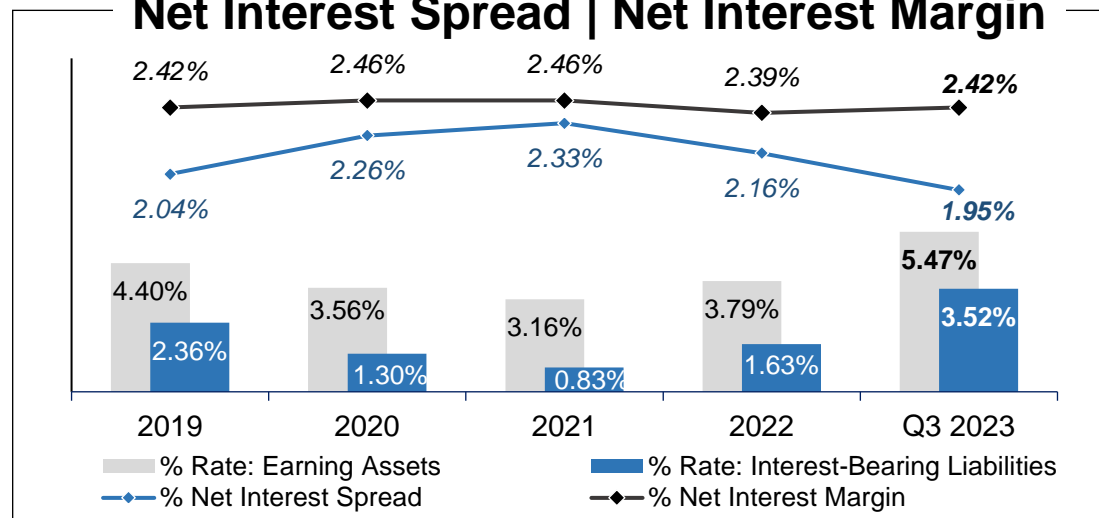 Net Interest Spread | Net Interest Margin
2.42% 2.46% 2.46% 2.39% 2.42%
2.04% 2.26% 2.33% 2.16% 1.95%
4.40% 3.56% 3.16% 3.79% 5.47%
2.36% 1.30% 0.83% 1.63% 3.52%
2019 2020 2021 2022 Q3 2023
% Rate: Earning Assets % Rate: Interest-Bearing Liabilities
% Net Interest Spread % Net Interest Margin